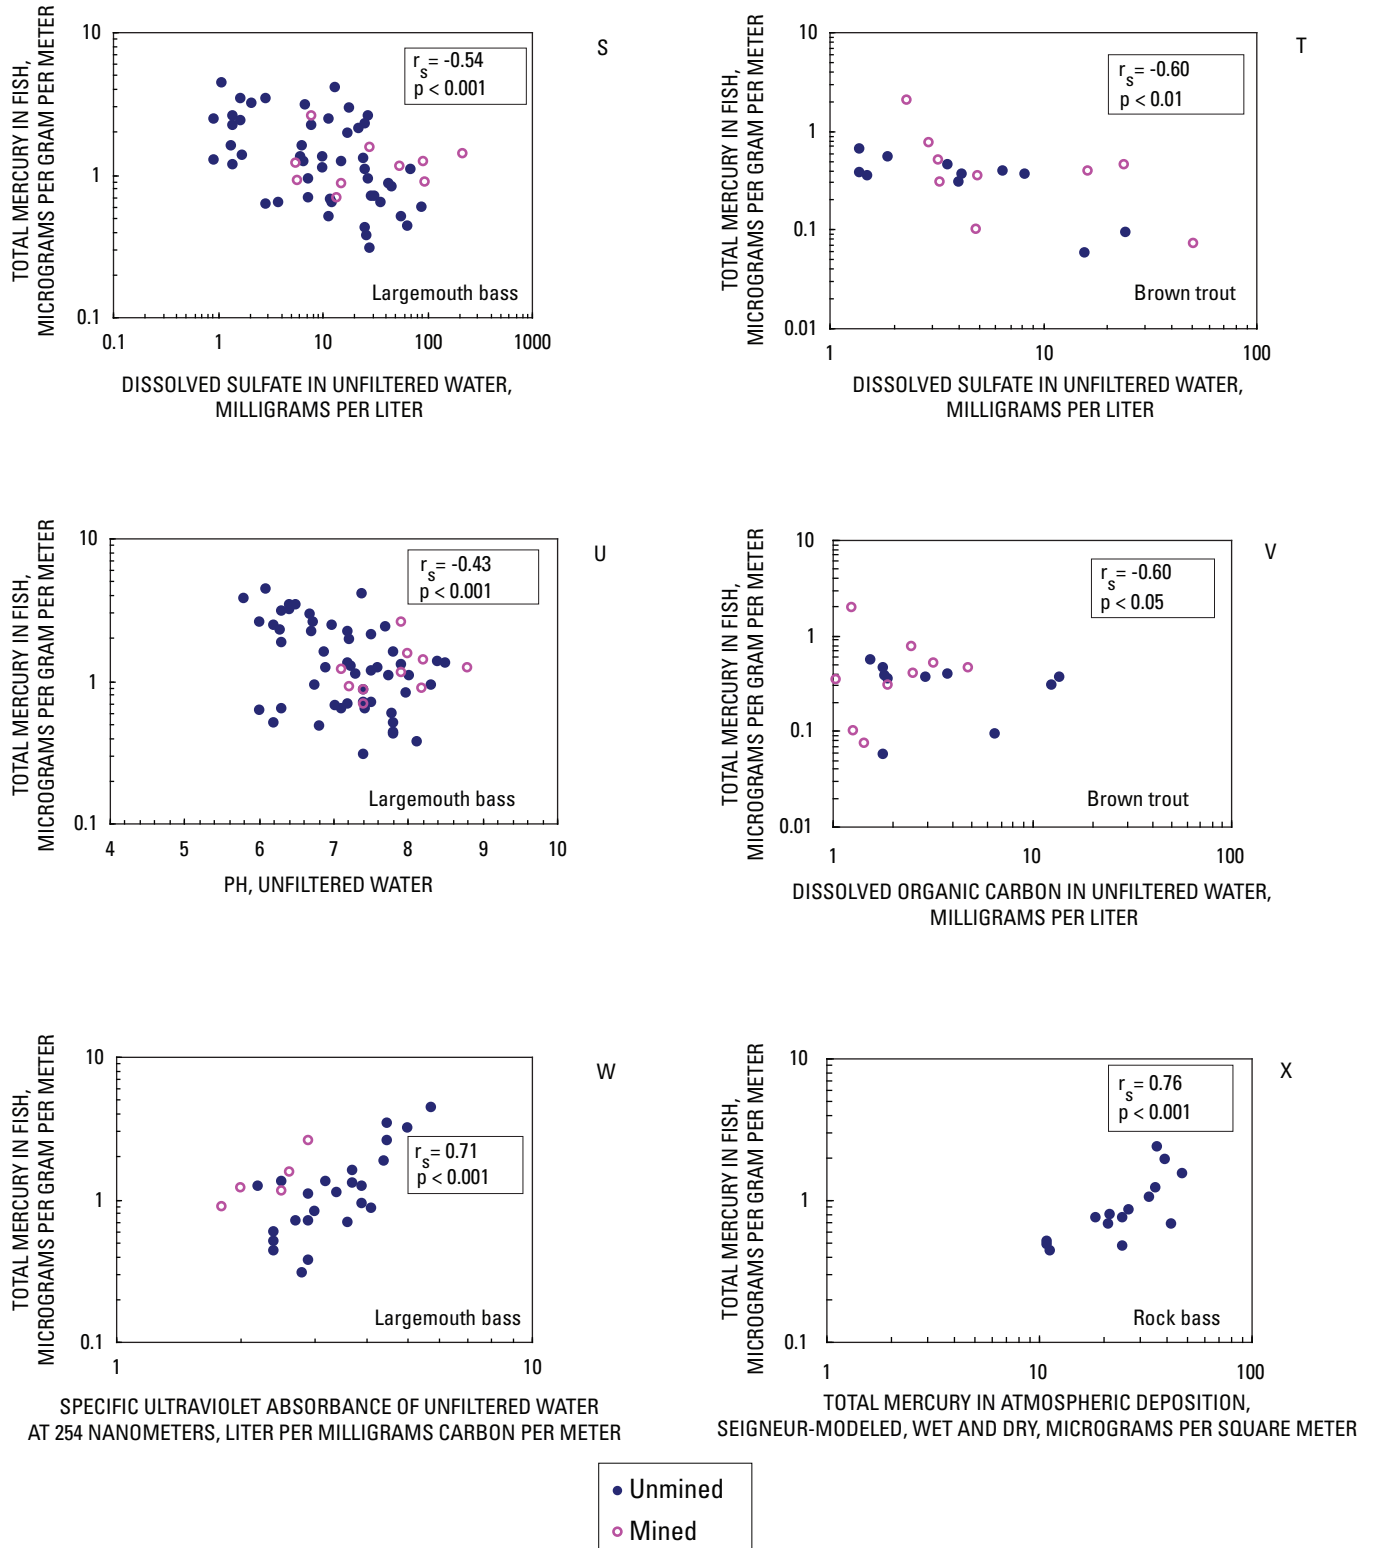 TOTAL MERCURY IN FISH,
MICROGRAMS PER GRAM PER METER
10
1
0.1
rs= -0.54
p < 0.001
S
Largemouth bass
0.1 1 10 100 1000
DISSOLVED SULFATE IN UNFILTERED WATER,
MILLIGRAMS PER LITER
TOTAL MERCURY IN FISH,
MICROGRAMS PER GRAM PER METER
10
1
0.1
0.01
rs= -0.60
p < 0.01
T
Brown trout
1 10 100
DISSOLVED SULFATE IN UNFILTERED WATER,
MILLIGRAMS PER LITER
TOTAL MERCURY IN FISH,
MICROGRAMS PER GRAM PER METER
10
1
0.1
rs= -0.43
p < 0.001
U
Largemouth bass
4 5 6 7 8 9 10
PH, UNFILTERED WATER
TOTAL MERCURY IN FISH,
MICROGRAMS PER GRAM PER METER
10
1
0.1
0.01
rs= -0.60
p < 0.05
V
Brown trout
1 10 100
DISSOLVED ORGANIC CARBON IN UNFILTERED WATER,
MILLIGRAMS PER LITER
TOTAL MERCURY IN FISH,
MICROGRAMS PER GRAM PER METER
10
1
0.1
rs= 0.71
p < 0.001
W
Largemouth bass
1 10
SPECIFIC ULTRAVIOLET ABSORBANCE OF UNFILTERED WATER
AT 254 NANOMETERS, LITER PER MILLIGRAMS CARBON PER METER
TOTAL MERCURY IN FISH,
MICROGRAMS PER GRAM PER METER
10
1
0.1
rs= 0.76
p < 0.001
X
Rock bass
1 10 100
TOTAL MERCURY IN ATMOSPHERIC DEPOSITION,
SEIGNEUR-MODELED, WET AND DRY, MICROGRAMS PER SQUARE METER
Unmined
Mined